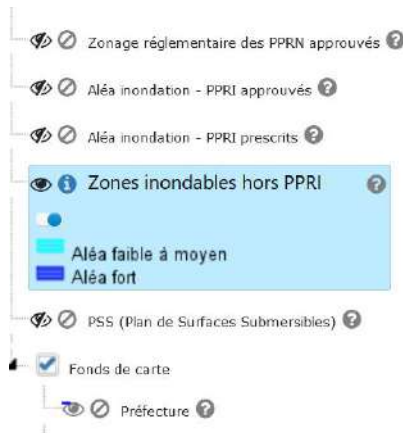 Zonage réglementaire des PPRN approuvés ?
Aléa inondation - PPRI approuvés ?
Aléa inondation - PPRI prescrits ?
i Zones inondables hors PPRI ?
Aléa faible à moyen
Aléa fort
PSS (Plan de Surfaces Submersibles) ?
Fonds de carte
Préfecture ?